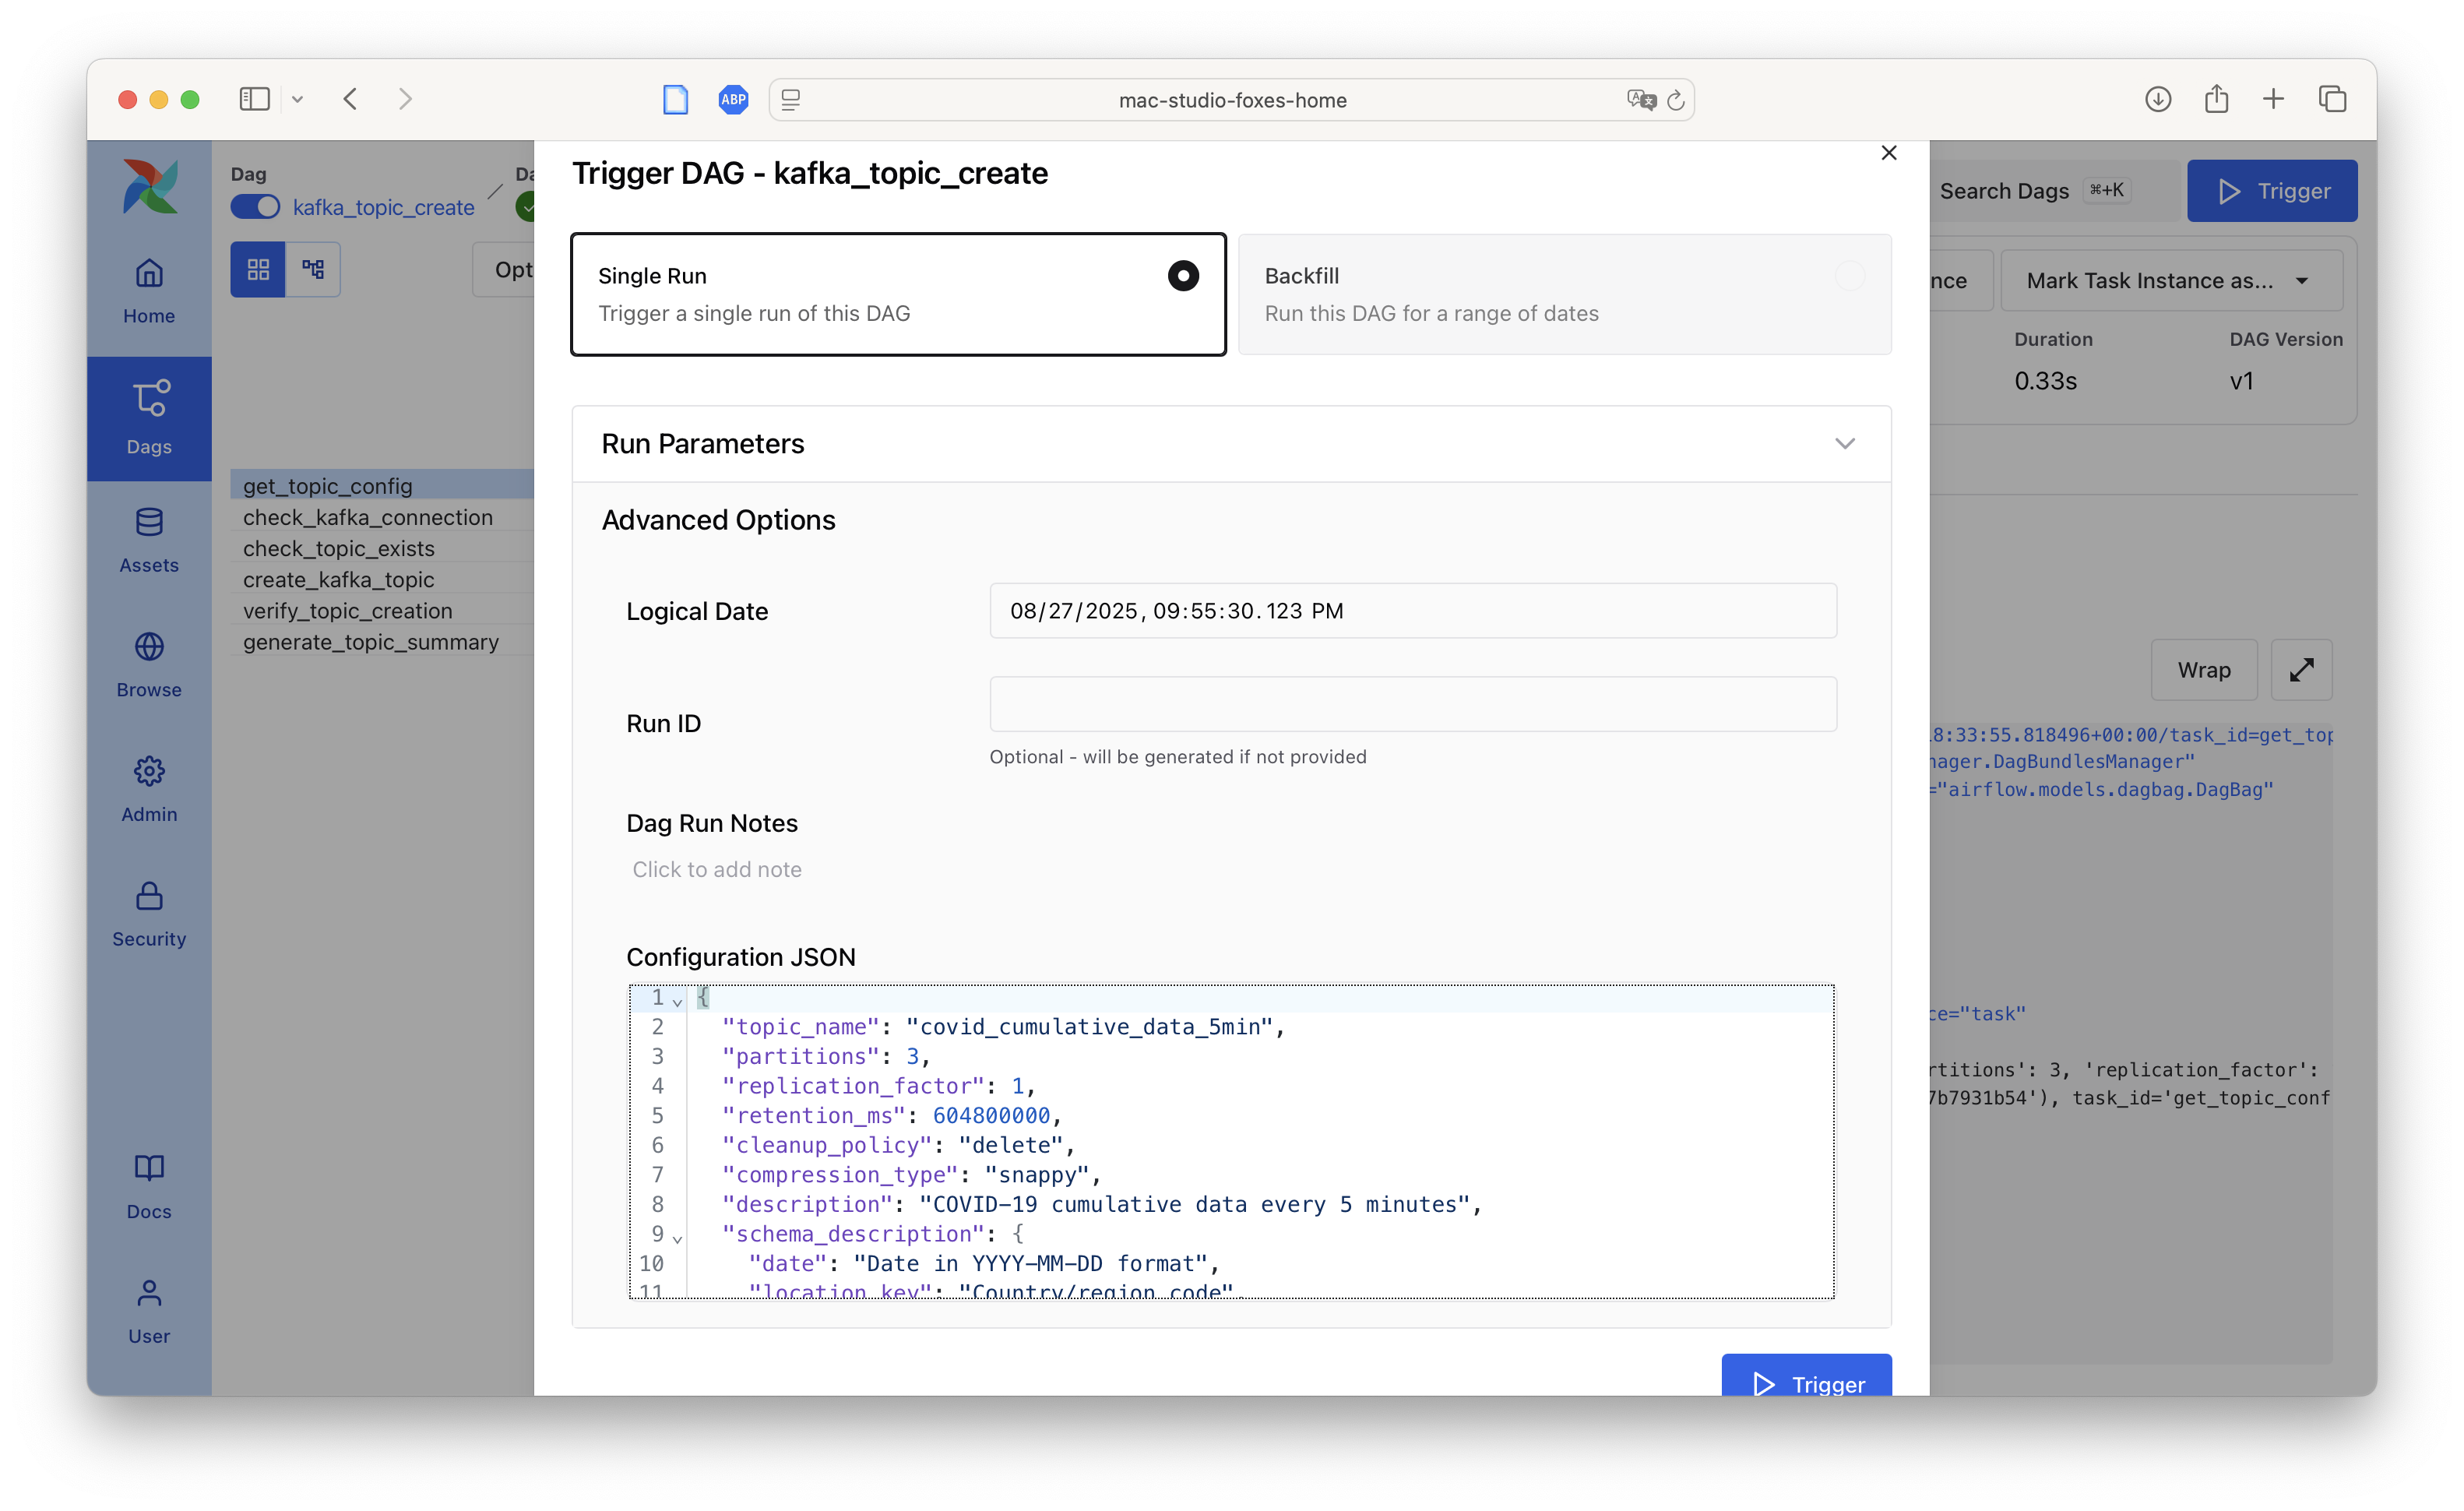 ABP
mac-studio-foxes-home
Home
Dags
Assets
Browse
Admin
Security
Docs
User
Dag
kafka_topic_create
get_topic_config
check_kafka_connection
check_topic_exists
create_kafka_topic
verify_topic_creation
generate_topic_summary
Trigger DAG - kafka_topic_create
Single Run
Trigger a single run of this DAG
Backfill
Run this DAG for a range of dates
Run Parameters
Advanced Options
Logical Date
08/27/2025, 09:55:30.123 PM
Run ID
Optional - will be generated if not provided
Dag Run Notes
Click to add note
Configuration JSON
1 {
2 "topic_name": "covid_cumulative_data_5min",
3 "partitions": 3,
4 "replication_factor": 1,
5 "retention_ms": 604800000,
6 "cleanup_policy": "delete",
7 "compression_type": "snappy",
8 "description": "COVID-19 cumulative data every 5 minutes",
9 "schema_description": {
10 "date": "Date in YYYY-MM-DD format",
11 "location_key": "Country/region code",
Trigger
Search Dags ⌘+K
Trigger
Mark Task Instance as...
Duration
0.33s
DAG Version
v1
Wrap
8:33:55.818496+00:00/task_id=get_top
nager.DagBundlesManager"
="airflow.models.dagbag.DagBag"
ce="task"
rtitions': 3, 'replication_factor':
7b7931b54'), task_id='get_topic_conf